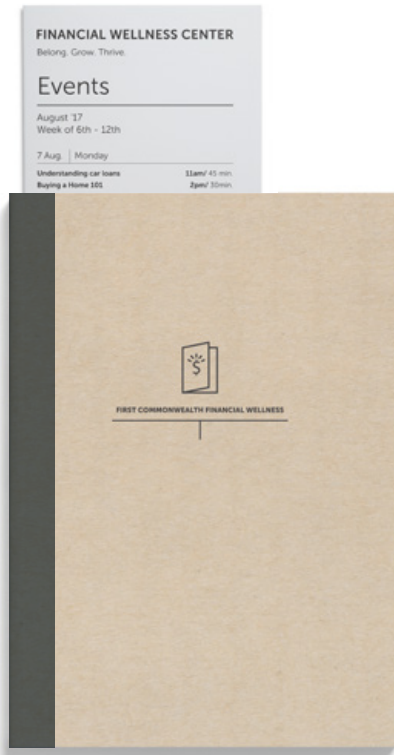 FINANCIAL WELLNESS CENTER
Belong. Grow. Thrive.
Events
August '17
Week of 6th - 12th
7 Aug. | Monday
Understanding car loans 11am/ 45 min.
Buying a Home 101 2pm/ 30min.
$
FIRST COMMONWEALTH FINANCIAL WELLNESS